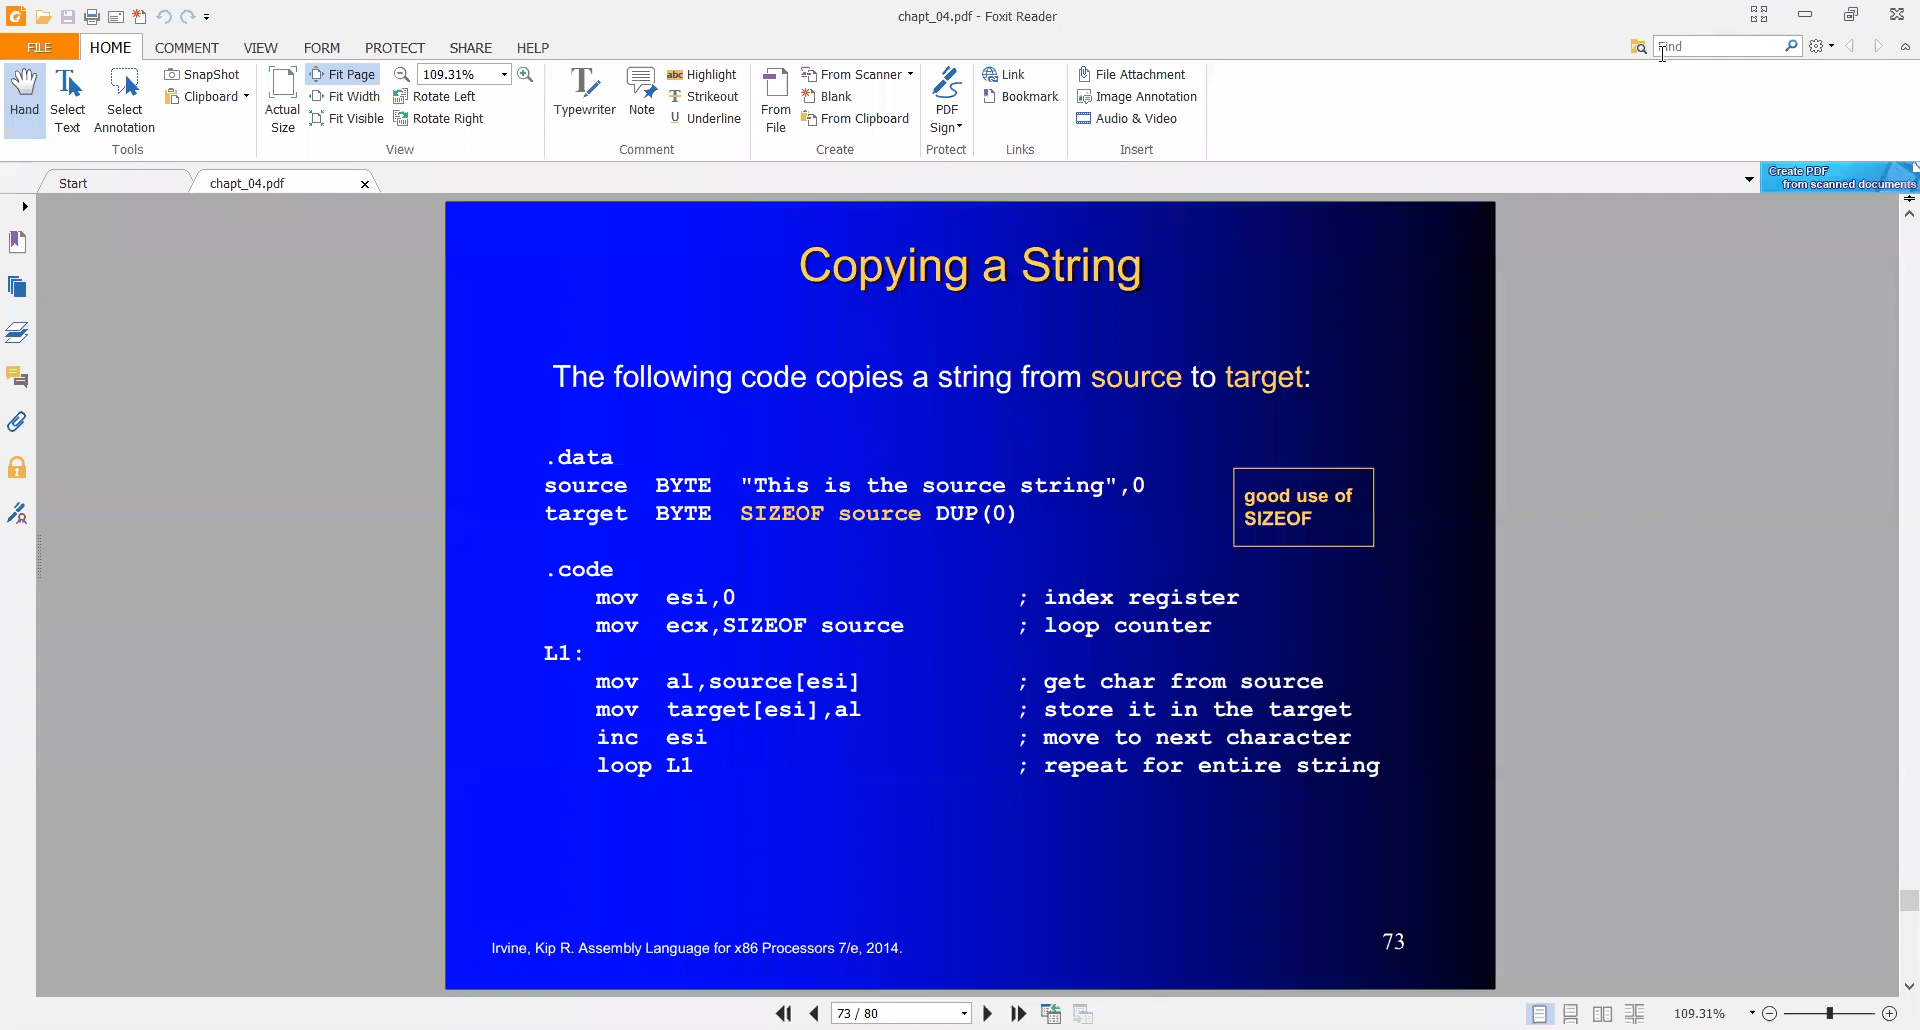 chapt_04.pdf - Foxit Reader
FILE HOME COMMENT VIEW FORM PROTECT SHARE HELP
Find
Hand
Select Text
Select Annotation
SnapShot
Clipboard
Tools
Actual Size
Fit Page
Fit Width
Fit Visible
109.31%
Rotate Left
Rotate Right
View
Typewriter
Note
abc Highlight
Strikeout
Underline
Comment
From File
From Scanner
Blank
From Clipboard
Create
PDF Sign
Protect
Link
Bookmark
Links
File Attachment
Image Annotation
Audio & Video
Insert
Start
chapt_04.pdf
Create PDF
from scanned documents
Copying a String
The following code copies a string from source to target:
.data
source BYTE "This is the source string",0
target BYTE SIZEOF source DUP(0)
good use of
SIZEOF
.code
mov esi,0 ; index register
mov ecx,SIZEOF source ; loop counter
L1:
mov al,source[esi] ; get char from source
mov target[esi],al ; store it in the target
inc esi ; move to next character
loop L1 ; repeat for entire string
Irvine, Kip R. Assembly Language for x86 Processors 7/e, 2014.
73
73 / 80
109.31%